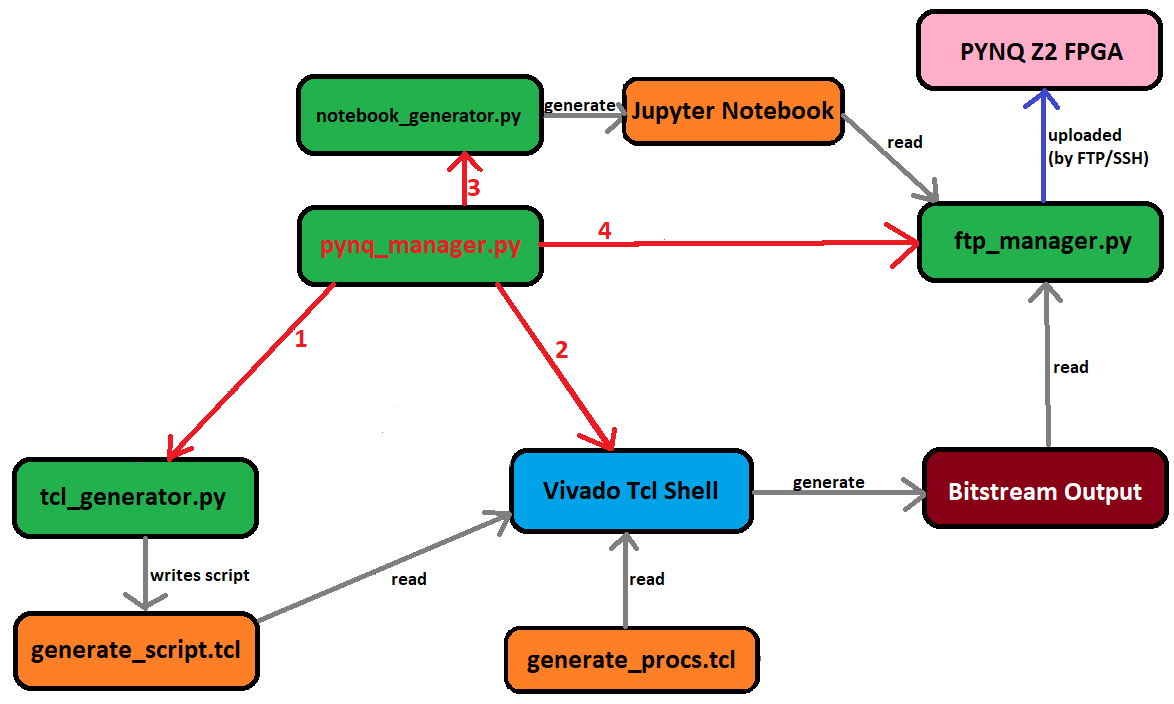 PYNQ Z2 FPGA
notebook_generator.py
generate
Jupyter Notebook
read
uploaded
(by FTP/SSH)
3
pynq_manager.py
4
ftp_manager.py
1
2
read
tcl_generator.py
Vivado Tcl Shell
generate
Bitstream Output
writes script
read
read
generate_script.tcl
generate_procs.tcl